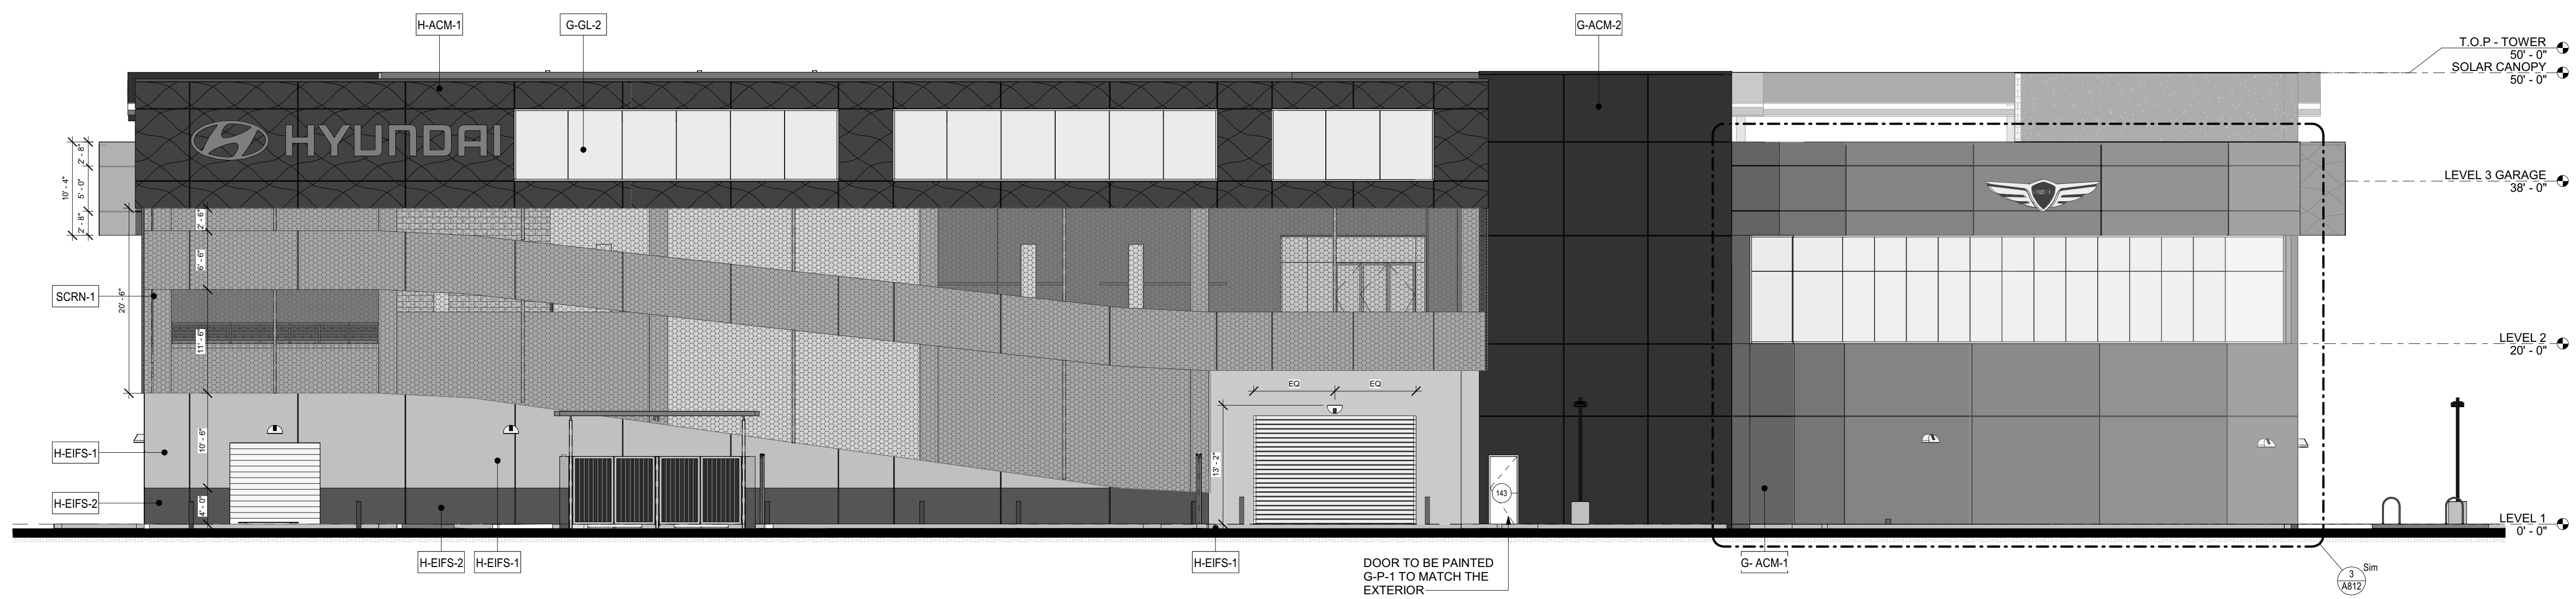 H-ACM-1
G-GL-2
G-ACM-2
T.O.P - TOWER
50' - 0"
SOLAR CANOPY
50' - 0"
HYUNDAI
LEVEL 3 GARAGE
38' - 0"
10' - 4"
2' - 8"
5' - 0"
2' - 8"
2' - 6"
6' - 6"
SCRN-1
20' - 6"
11' - 6"
LEVEL 2
20' - 0"
EQ
EQ
H-EIFS-1
10' - 6"
13' - 2"
H-EIFS-2
4' - 0"
143
LEVEL 1
0' - 0"
H-EIFS-2
H-EIFS-1
H-EIFS-1
DOOR TO BE PAINTED
G-P-1 TO MATCH THE
EXTERIOR
G- ACM-1
3
Sim
A812